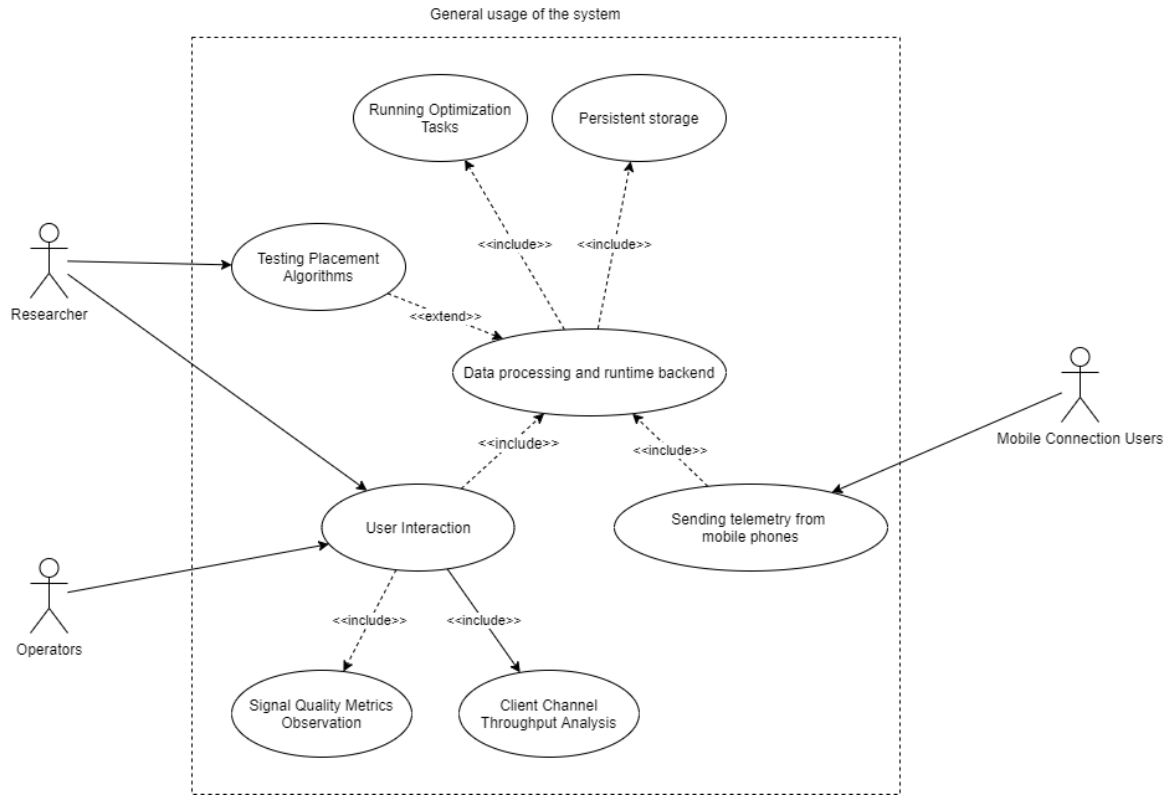 General usage of the system
Running Optimization
Tasks
Persistent storage
<<include>>
<<include>>
Testing Placement
Algorithms
Researcher
<<extend>>
Data processing and runtime backend
Mobile Connection Users
<<include>>
<<include>>
User Interaction
Sending telemetry from
mobile phones
Operators
<<include>>
<<include>>
Signal Quality Metrics
Observation
Client Channel
Throughput Analysis